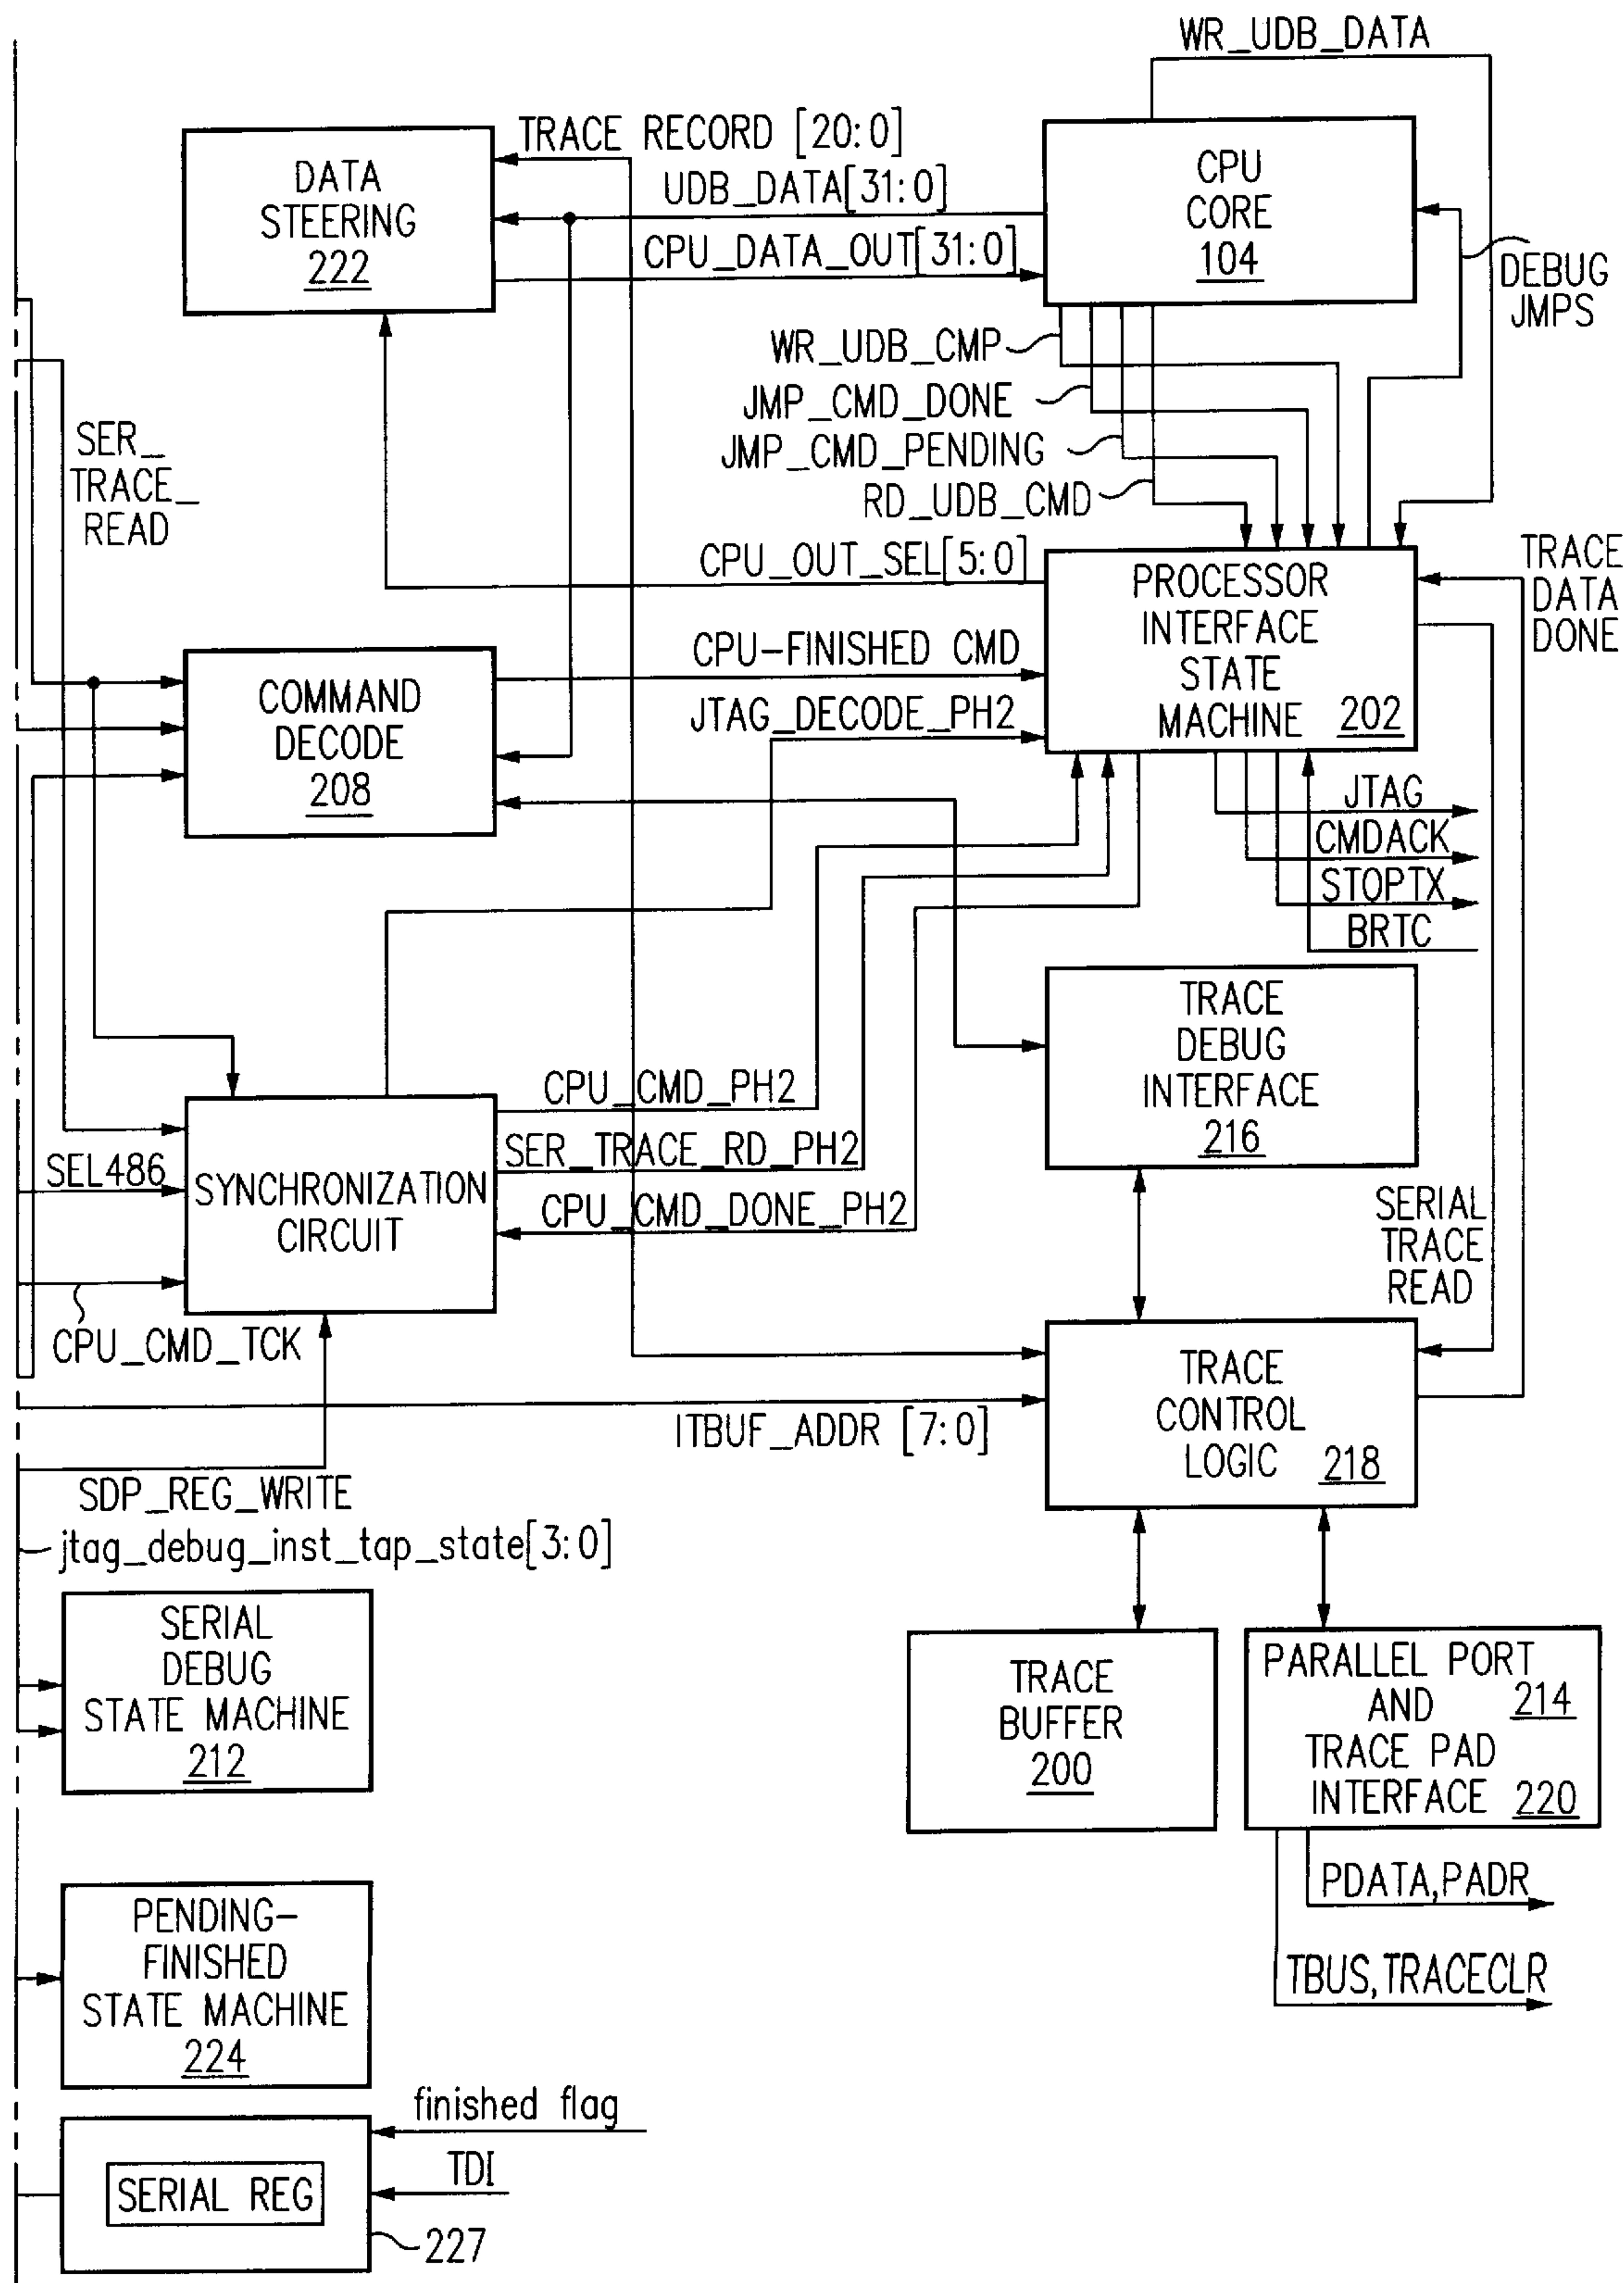 WR_UDB_DATA
TRACE RECORD [20:0]
DATA
STEERING
222
UDB_DATA[31:0]
CPU_DATA_OUT[31:0]
CPU
CORE
104
DEBUG
JMPS
WR_UDB_CMP
JMP_CMD_DONE
JMP_CMD_PENDING
RD_UDB_CMD
SER_
TRACE_
READ
CPU_OUT_SEL[5:0]
PROCESSOR
INTERFACE
STATE
MACHINE 202
TRACE
DATA
DONE
COMMAND
DECODE
208
CPU-FINISHED CMD
JTAG_DECODE_PH2
JTAG
CMDACK
STOPTX
BRTC
TRACE
DEBUG
INTERFACE
216
CPU_CMD_PH2
SER_TRACE_RD_PH2
CPU_CMD_DONE_PH2
SEL486
SYNCHRONIZATION
CIRCUIT
CPU_CMD_TCK
SERIAL
TRACE
READ
TRACE
CONTROL
LOGIC 218
ITBUF_ADDR [7:0]
SDP_REG_WRITE
jtag_debug_inst_tap_state[3:0]
SERIAL
DEBUG
STATE MACHINE
212
TRACE
BUFFER
200
PARALLEL PORT
AND 214
TRACE PAD
INTERFACE 220
PDATA,PADR
TBUS,TRACECLR
PENDING-
FINISHED
STATE MACHINE
224
finished flag
TDI
SERIAL REG
227